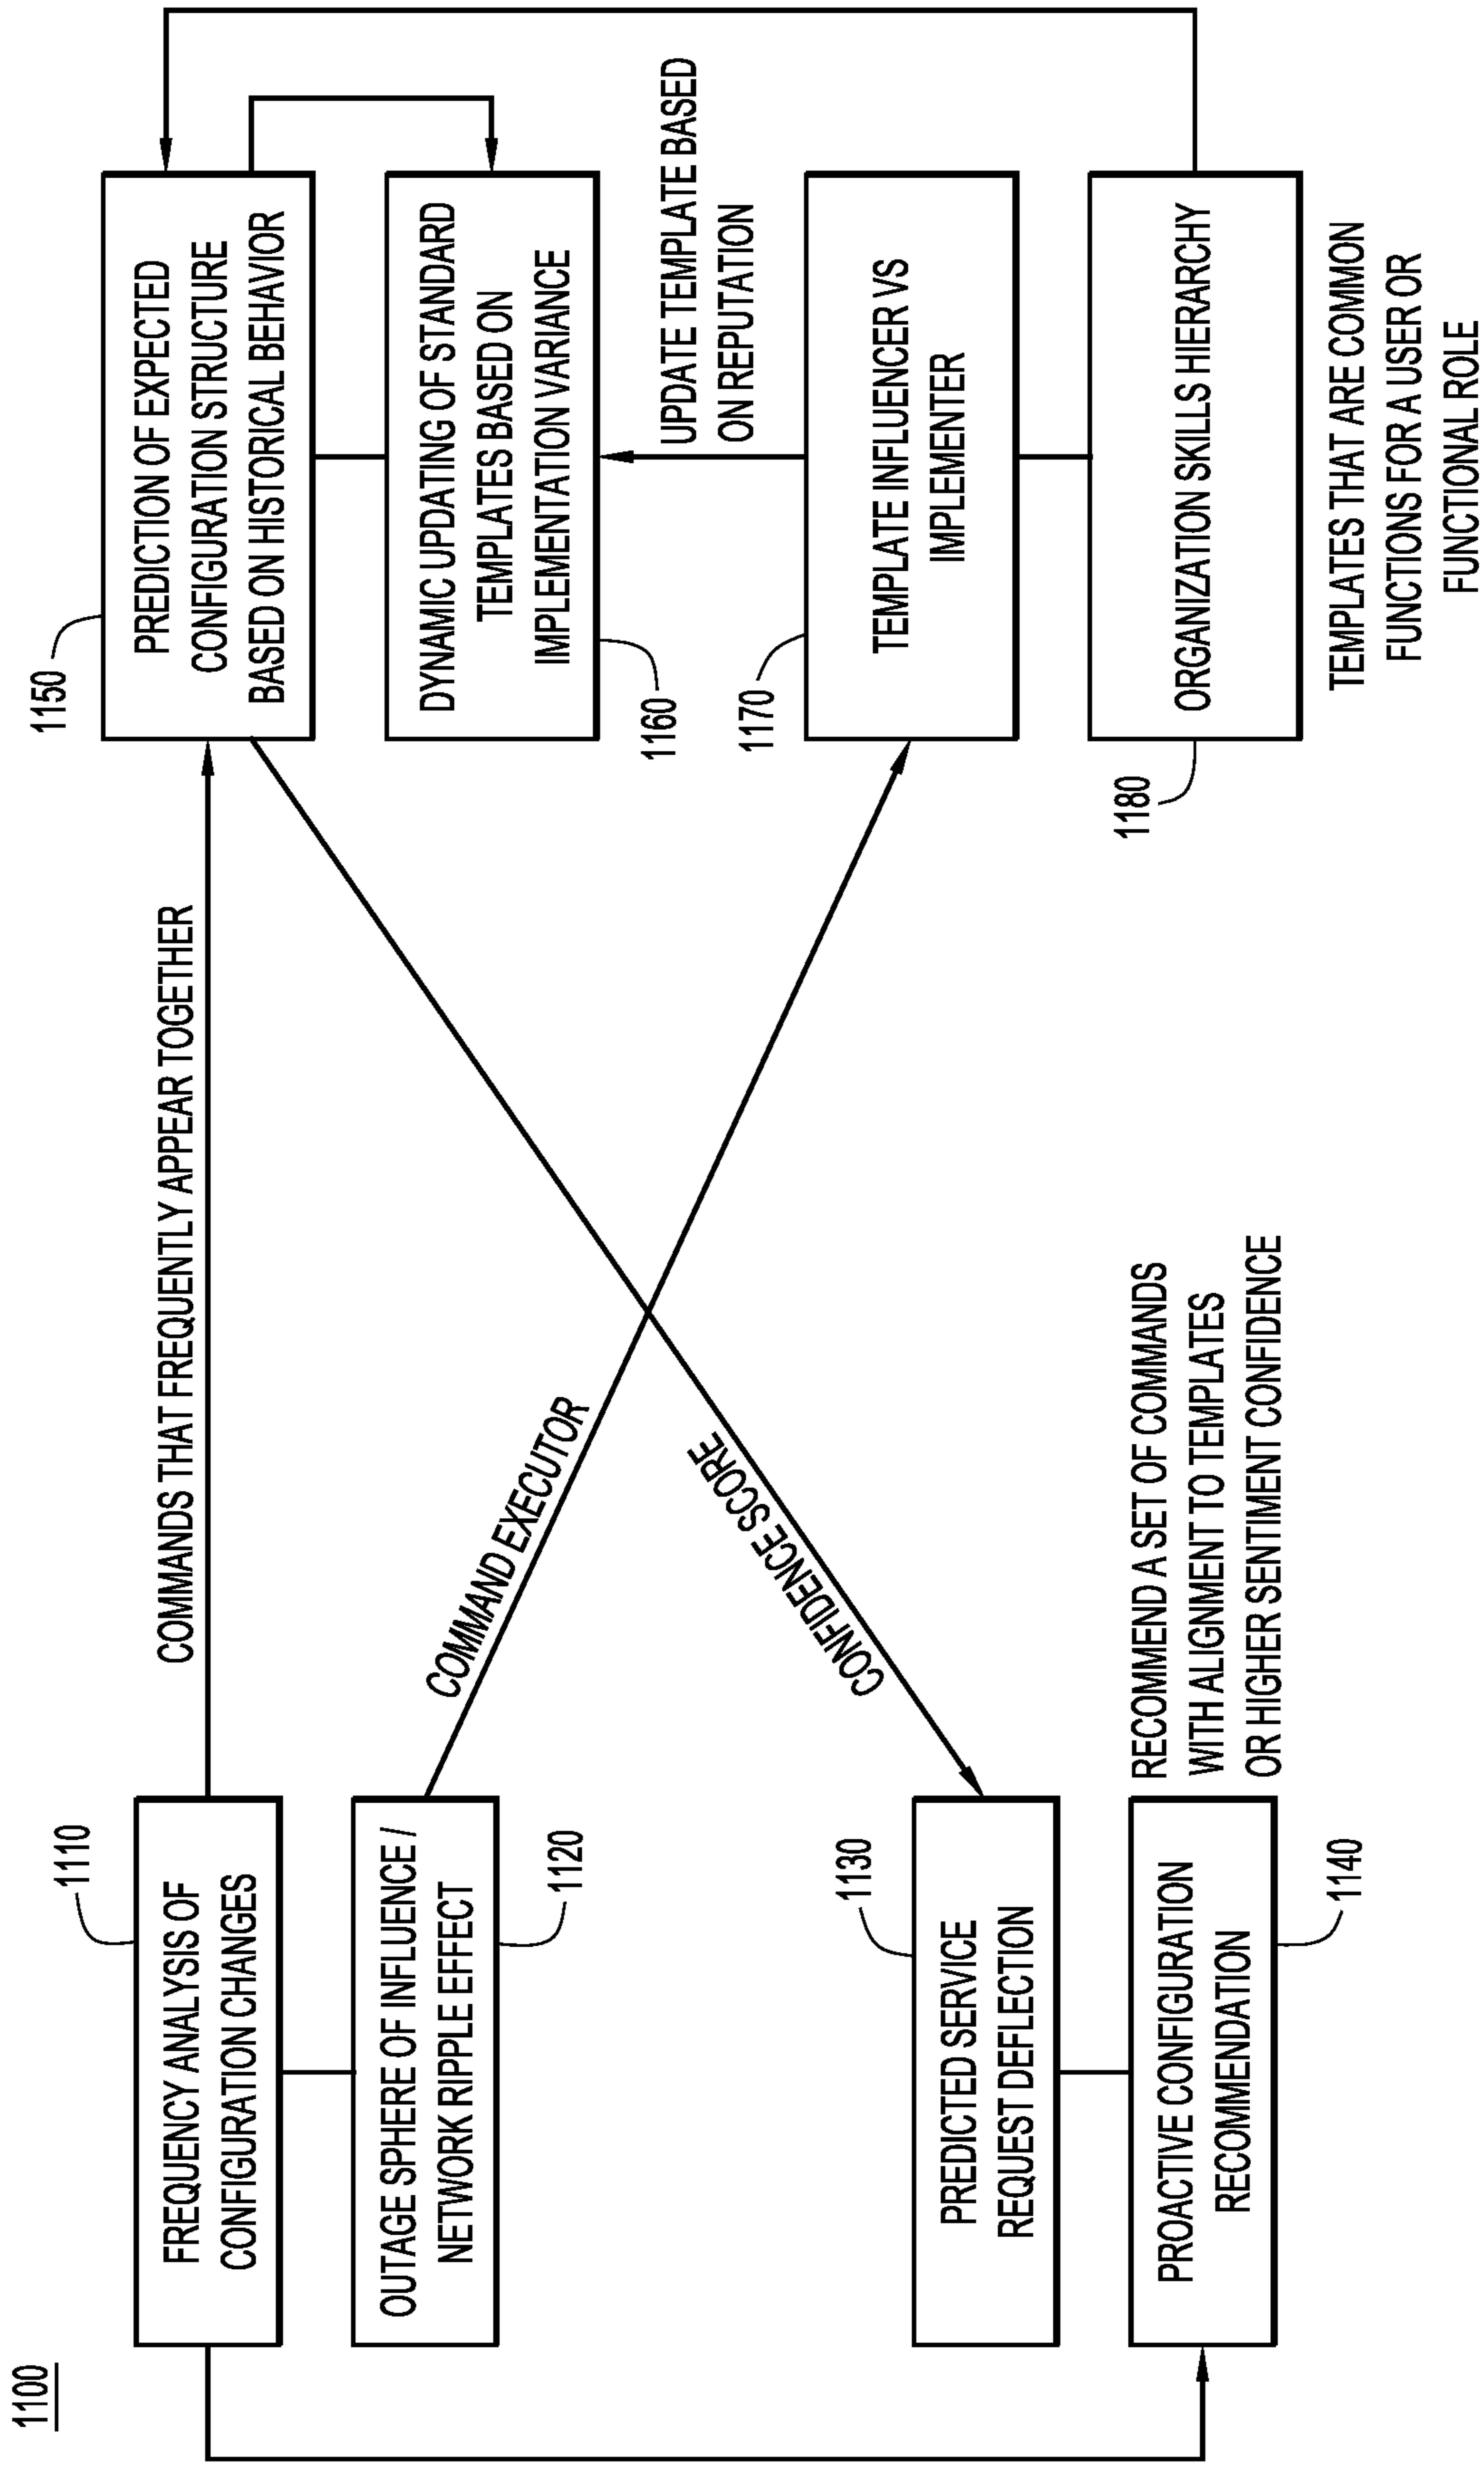 1100
1110
FREQUENCY ANALYSIS OF
CONFIGURATION CHANGES
OUTAGE SPHERE OF INFLUENCE /
NETWORK RIPPLE EFFECT
1120
1130
PREDICTED SERVICE
REQUEST DEFLECTION
PROACTIVE CONFIGURATION
RECOMMENDATION
1140
RECOMMEND A SET OF COMMANDS
WITH ALIGNMENT TO TEMPLATES
OR HIGHER SENTIMENT CONFIDENCE
COMMANDS THAT FREQUENTLY APPEAR TOGETHER
COMMAND EXECUTOR
CONFIDENCE SCORE
1150
PREDICTION OF EXPECTED
CONFIGURATION STRUCTURE
BASED ON HISTORICAL BEHAVIOR
DYNAMIC UPDATING OF STANDARD
TEMPLATES BASED ON
IMPLEMENTATION VARIANCE
1160
UPDATE TEMPLATE BASED
ON REPUTATION
1170
TEMPLATE INFLUENCER VS
IMPLEMENTER
ORGANIZATION SKILLS HIERARCHY
1180
TEMPLATES THAT ARE COMMON
FUNCTIONS FOR A USER OR
FUNCTIONAL ROLE